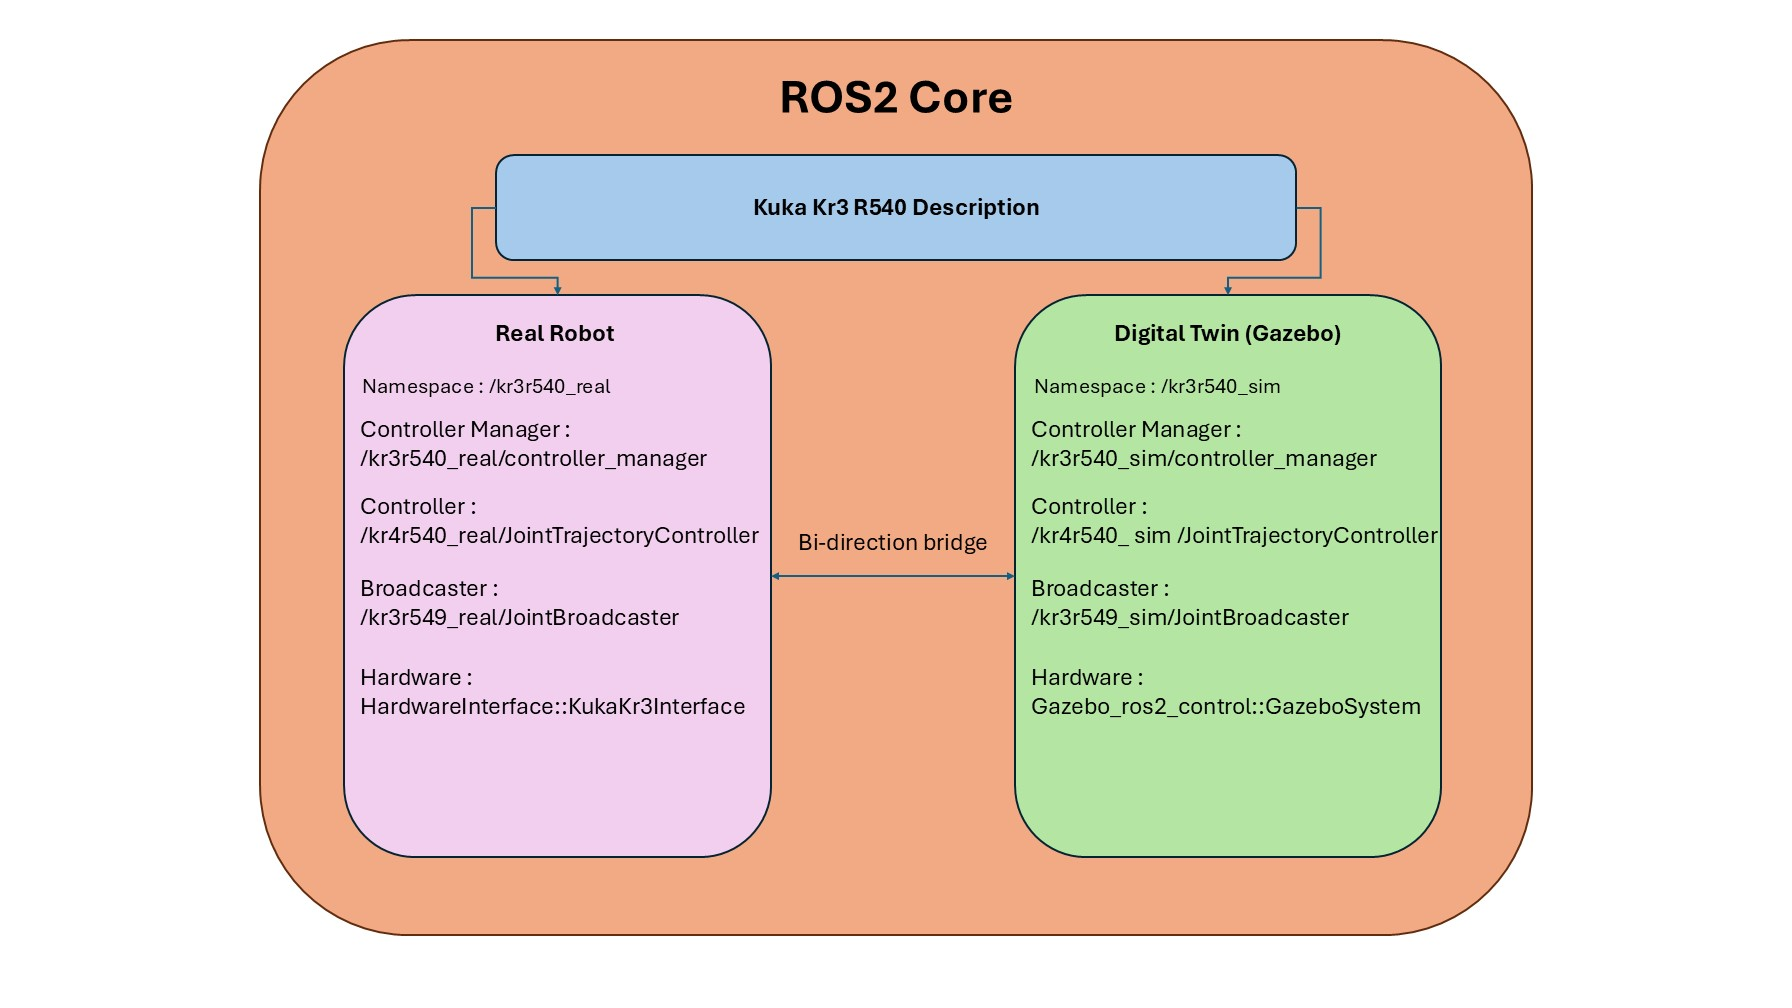 ROS2 Core
Kuka Kr3 R540 Description
Real Robot
Namespace : /kr3r540_real
Controller Manager :
/kr3r540_real/controller_manager
Controller :
/kr4r540_real/JointTrajectoryController
Broadcaster :
/kr3r549_real/JointBroadcaster
Hardware :
HardwareInterface::KukaKr3Interface
Bi-direction bridge
Digital Twin (Gazebo)
Namespace : /kr3r540_sim
Controller Manager :
/kr3r540_sim/controller_manager
Controller :
/kr4r540_ sim /JointTrajectoryController
Broadcaster :
/kr3r549_sim/JointBroadcaster
Hardware :
Gazebo_ros2_control::GazeboSystem